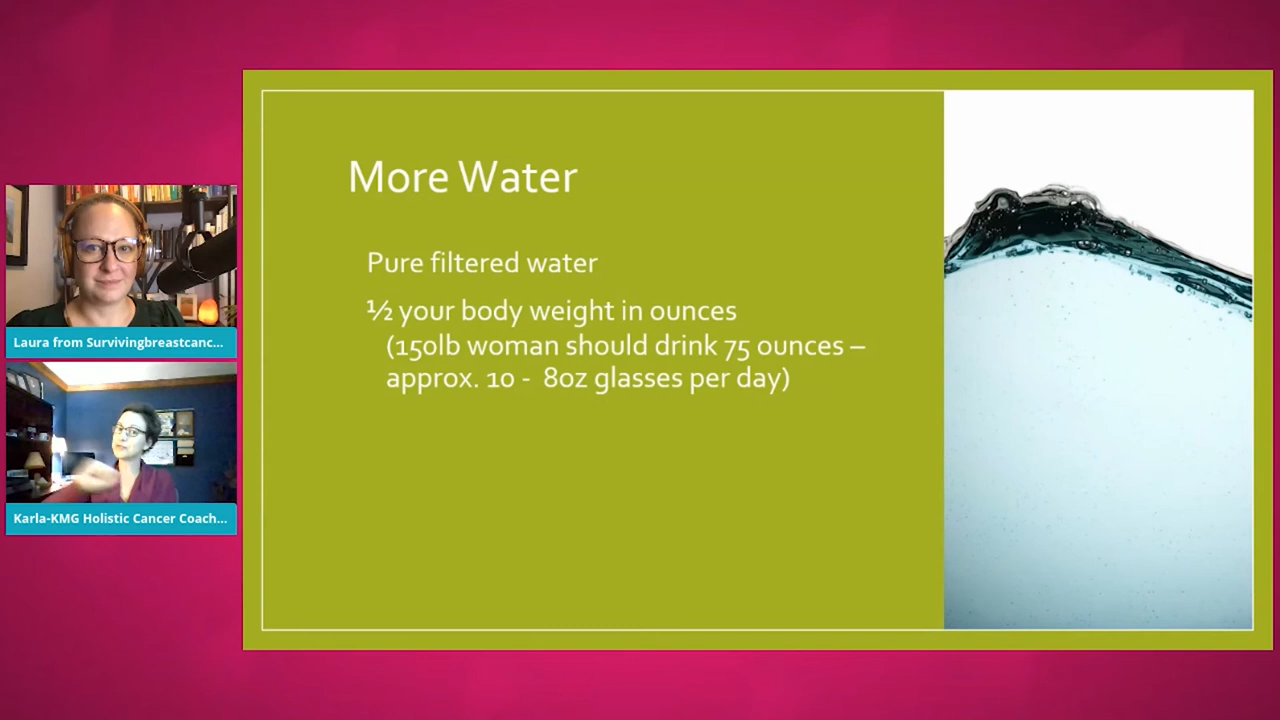 More Water
Pure filtered water
½ your body weight in ounces
(150lb woman should drink 75 ounces –
approx. 10 - 8oz glasses per day)
Laura from Survivingbreastcanc...
Karla-KMG Holistic Cancer Coach...